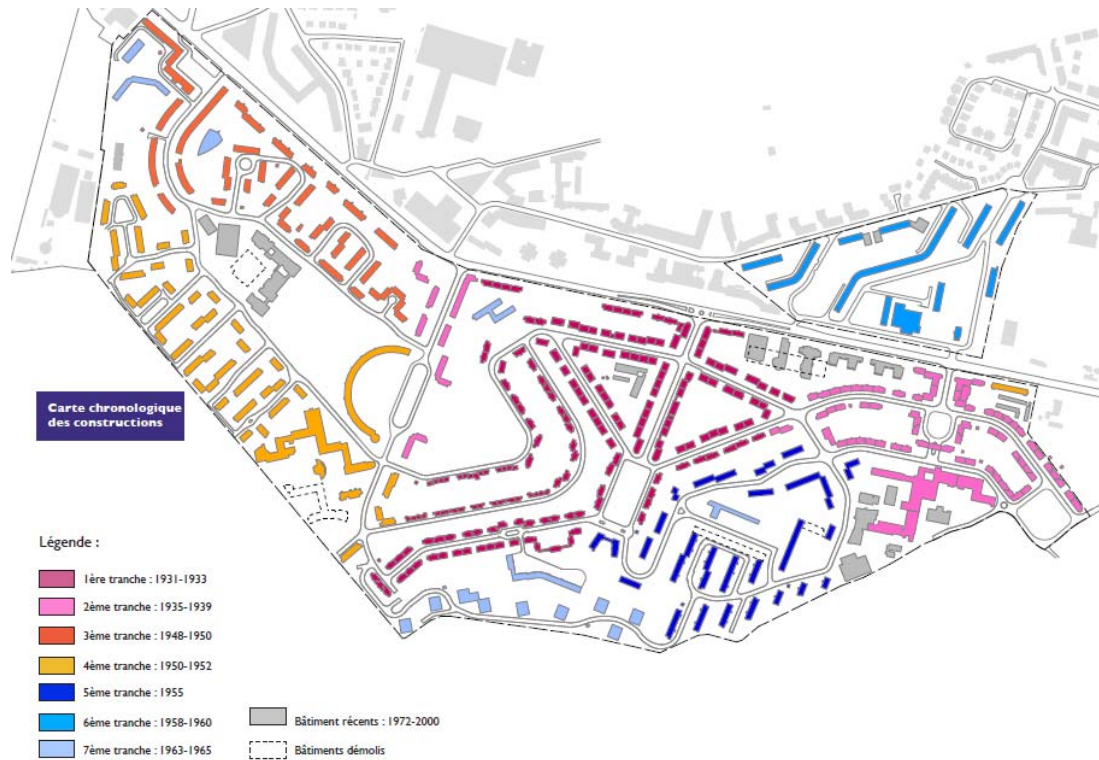 Carte chronologique
des constructions
Légende :
1ère tranche : 1931-1933
2ème tranche : 1935-1939
3ème tranche : 1948-1950
4ème tranche : 1950-1952
5ème tranche : 1955
6ème tranche : 1958-1960
7ème tranche : 1963-1965
Bâtiment récents : 1972-2000
Bâtiments démolis